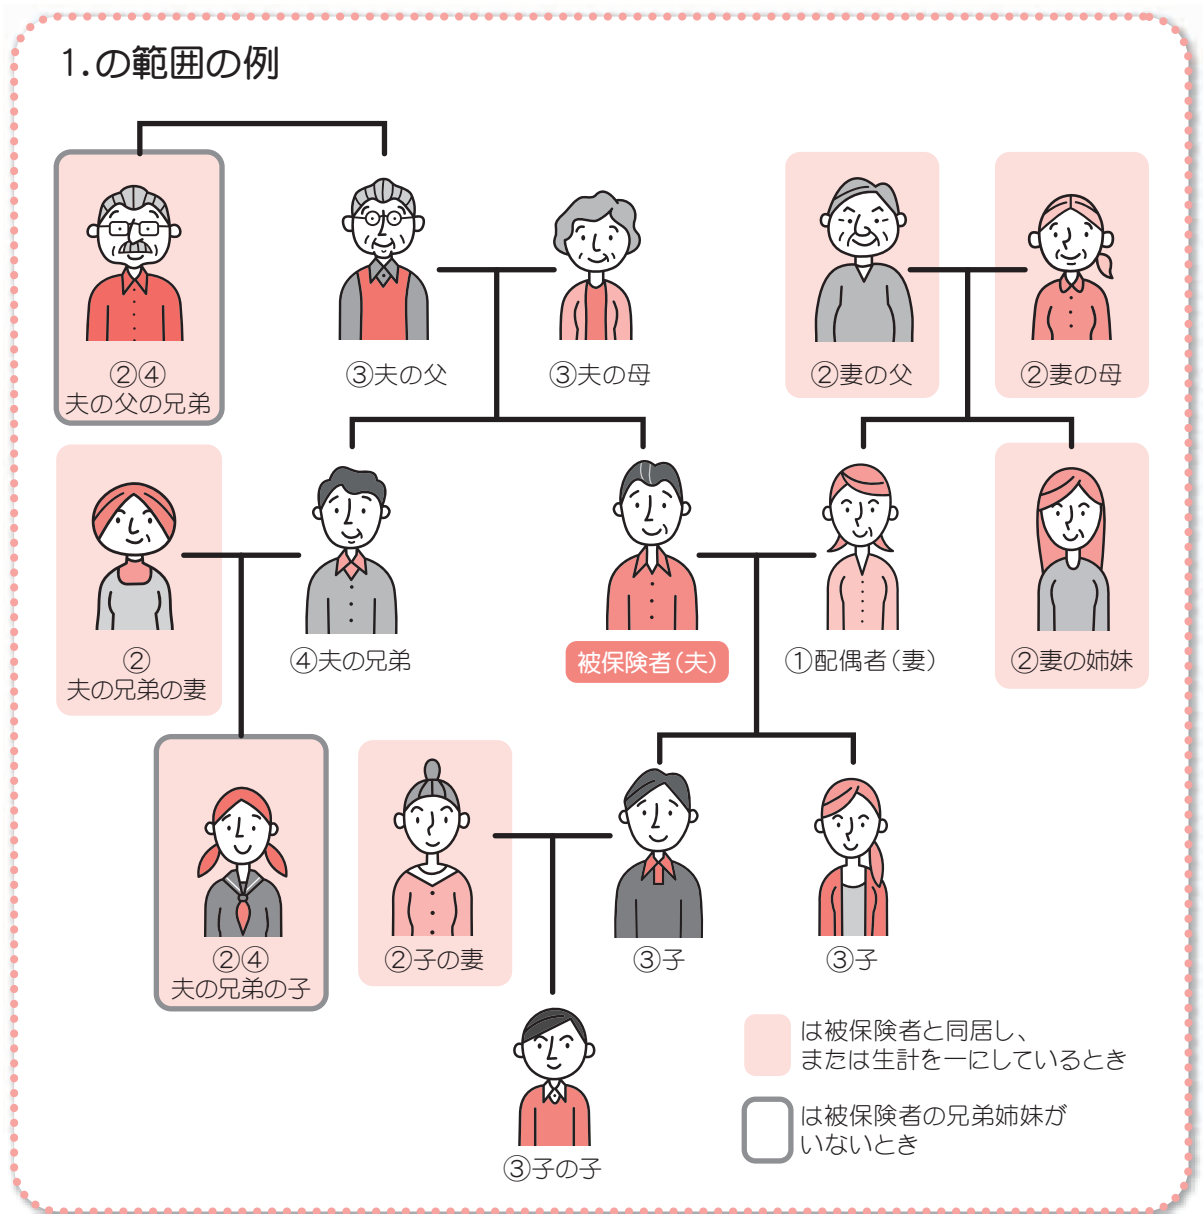 1.の範囲の例
②④
夫の父の兄弟
③夫の父
③夫の母
②妻の父
②妻の母
②
夫の兄弟の妻
④夫の兄弟
被保険者(夫)
①配偶者(妻)
②妻の姉妹
②④
夫の兄弟の子
②子の妻
③子
③子
③子の子
は被保険者と同居し、
または生計を一にしているとき
は被保険者の兄弟姉妹が
いないとき